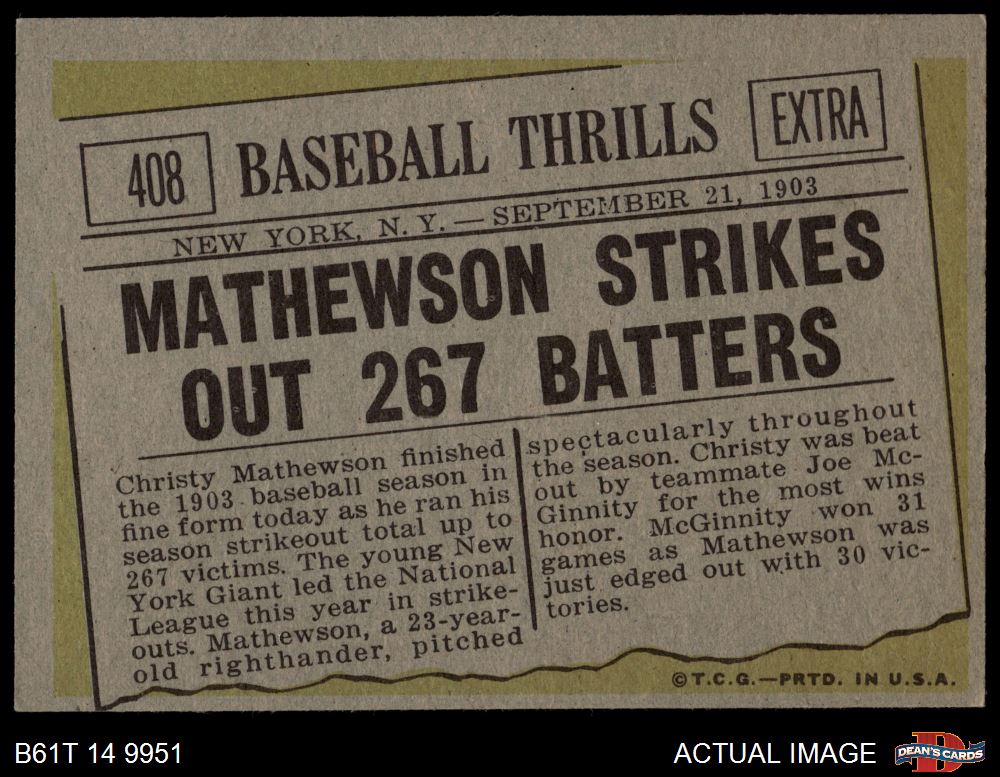 408
BASEBALL THRILLS
EXTRA
NEW YORK, N. Y. — SEPTEMBER 21, 1903
MATHEWSON STRIKES
OUT 267 BATTERS
Christy Mathewson finished
the 1903 baseball season in
fine form today as he ran his
season strikeout total up to
267 victims. The young New
York Giant led the National
League this year in strike-
outs. Mathewson, a 23-year-
old righthander, pitched
spectacularly throughout
the season. Christy was beat
out by teammate Joe Mc-
Ginnity for the most wins
honor. McGinnity won 31
games as Mathewson was
just edged out with 30 vic-
tories.
©T.C.G.—PRTD. IN U.S.A.
B61T 14 9951
ACTUAL IMAGE
DEAN'S CARDS